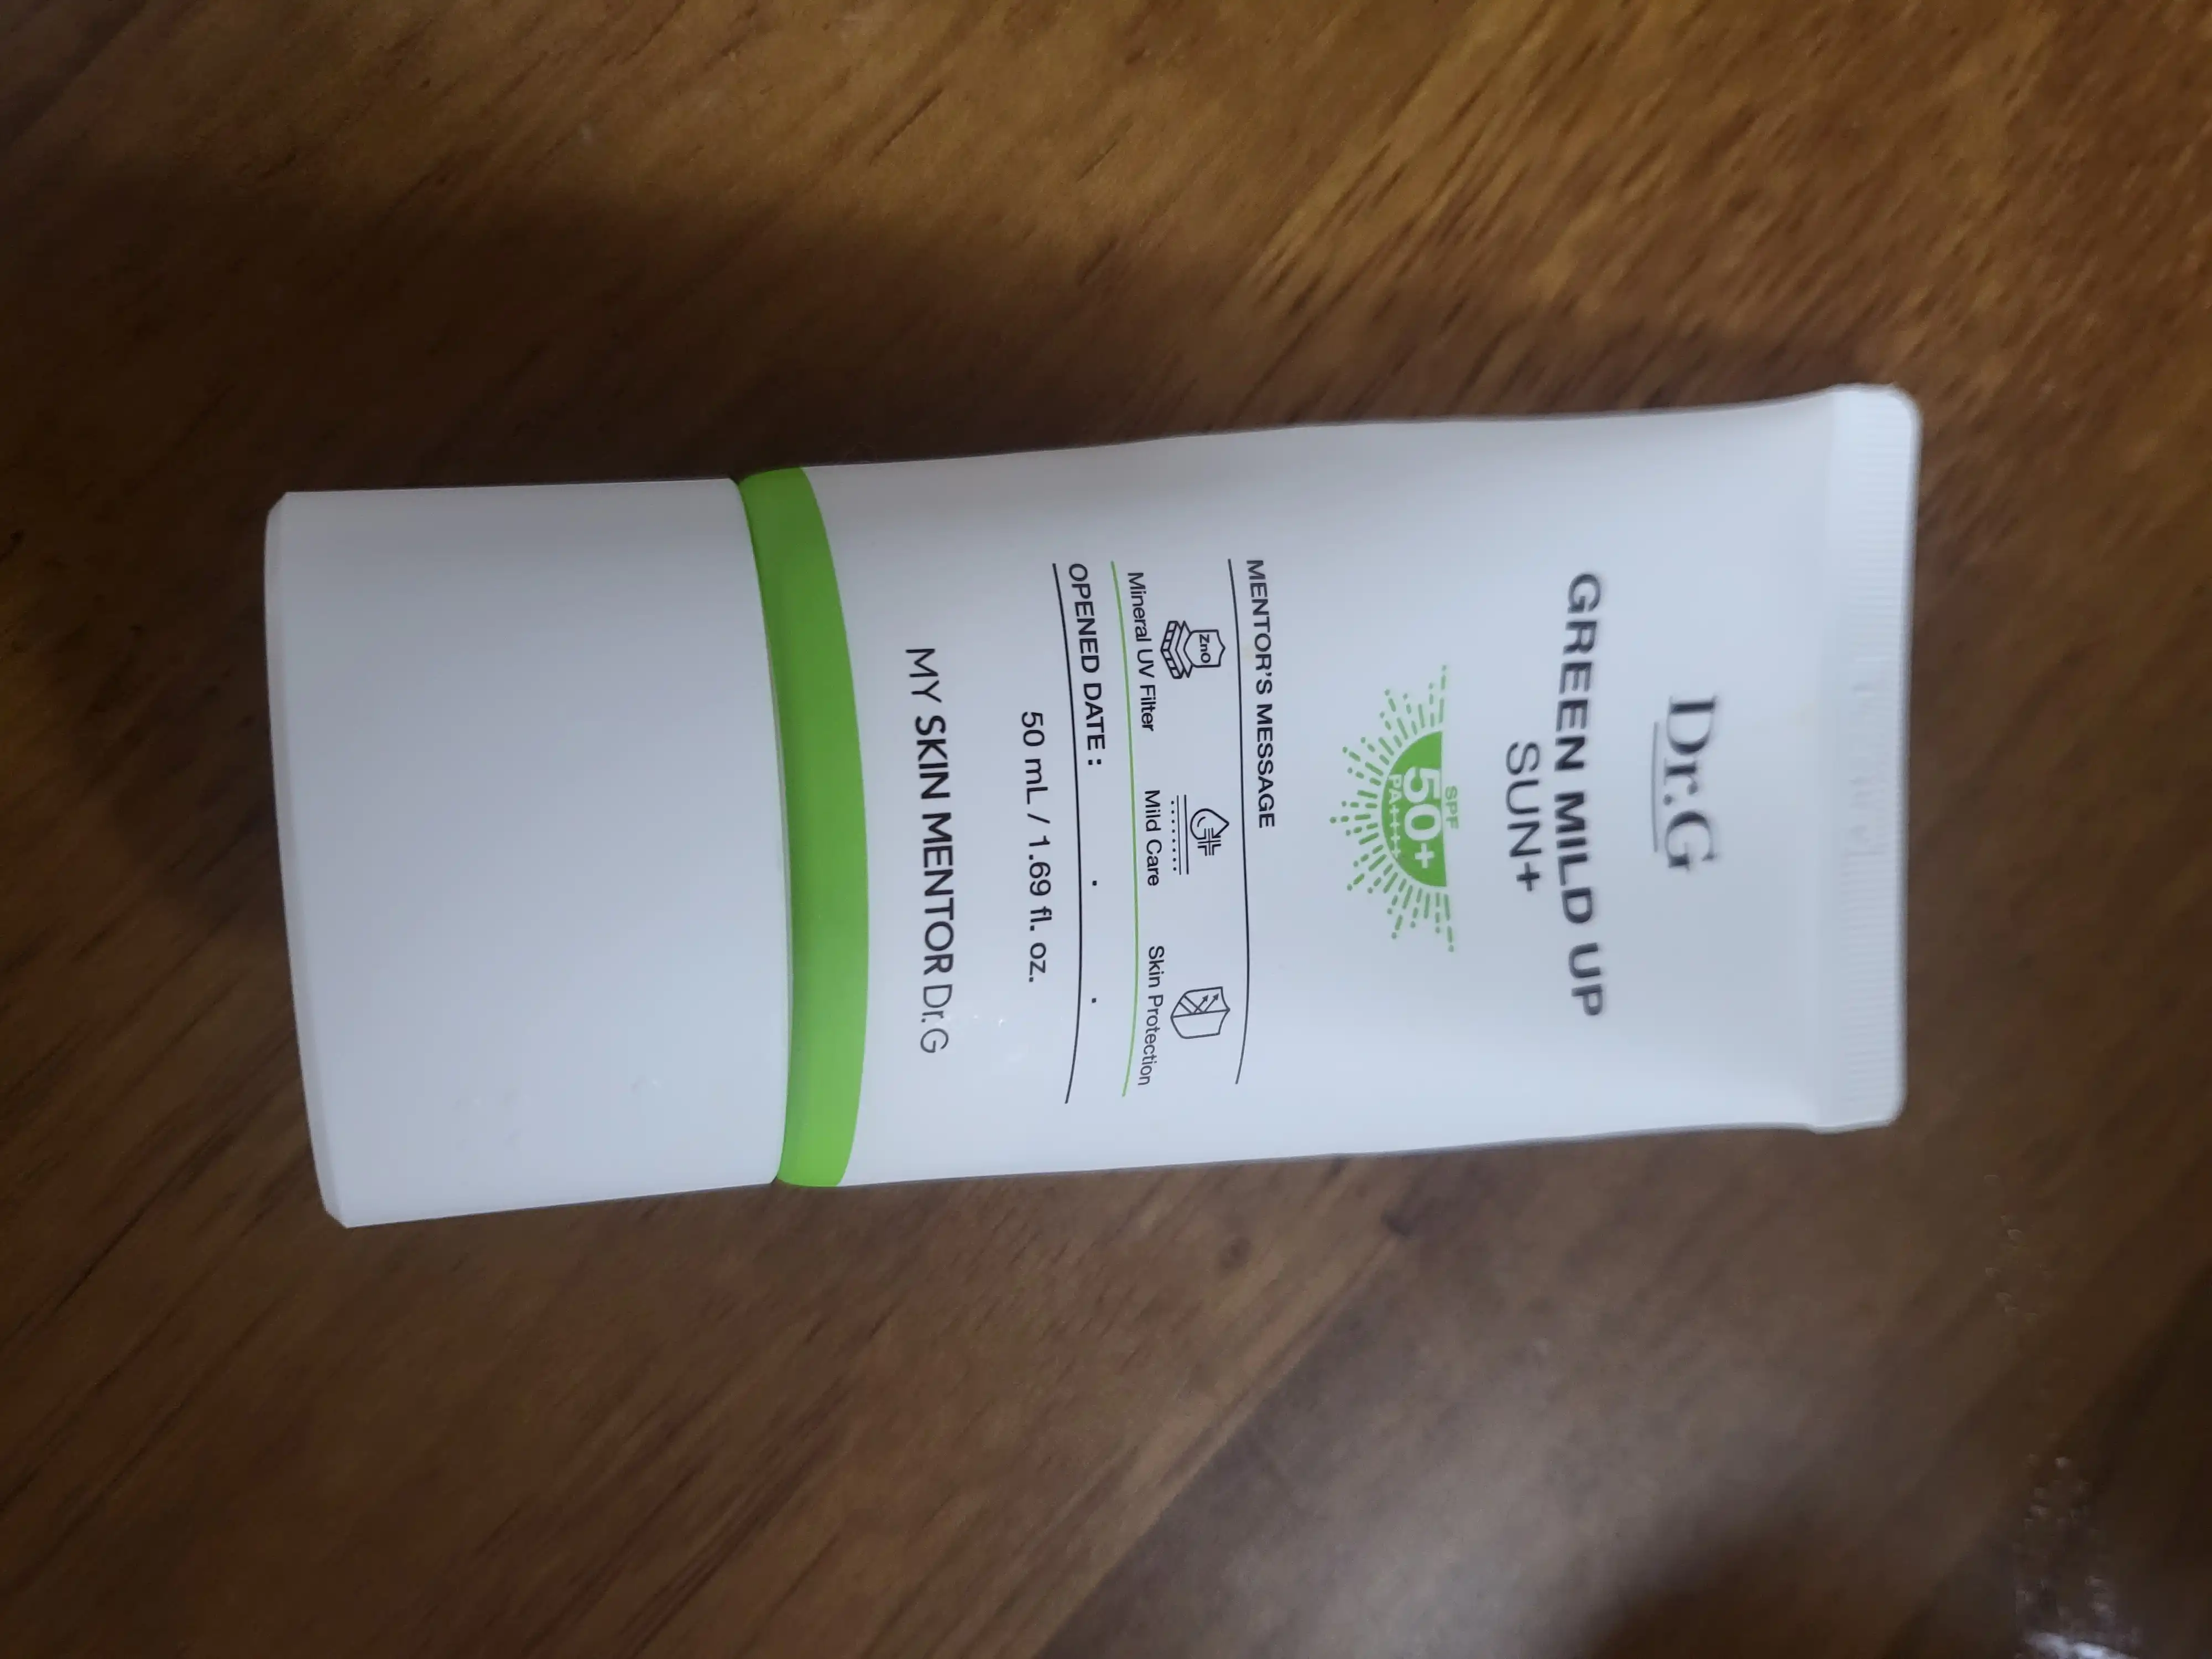 Dr.G
GREEN MILD UP
SUN+
SPF
50+
PA++++
MENTOR'S MESSAGE
ZnO
Mineral UV Filter Mild Care Skin Protection
OPENED DATE : . .
50 mL / 1.69 fl. oz.
MY SKIN MENTOR Dr.G